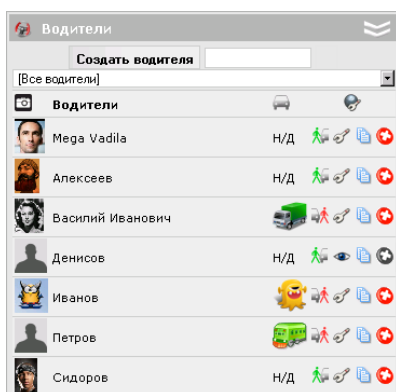 Водители
Создать водителя
[Все водители]
Водители
Mega Vadila Н/Д
Алексеев Н/Д
Василий Иванович
Денисов Н/Д
Иванов
Петров
Сидоров Н/Д